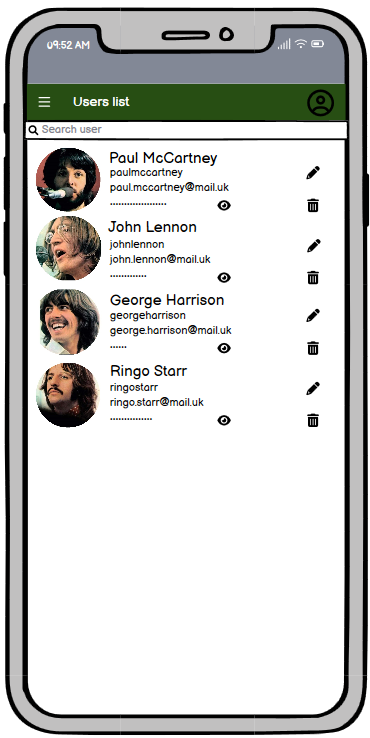 09:52 AM
Users list
Search user
Paul McCartney
paulmccartney
paul.mccartney@mail.uk
John Lennon
johnlennon
john.lennon@mail.uk
George Harrison
georgeharrison
george.harrison@mail.uk
Ringo Starr
ringostarr
ringo.starr@mail.uk